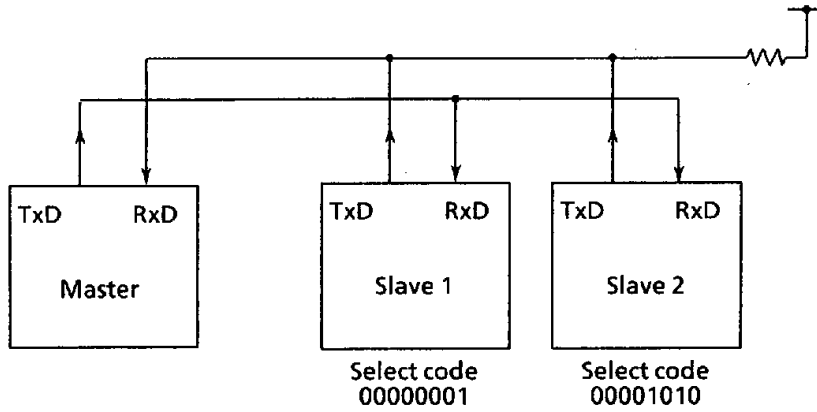 TxD RxD
Master
TxD RxD
Slave 1
Select code
00000001
TxD RxD
Slave 2
Select code
00001010